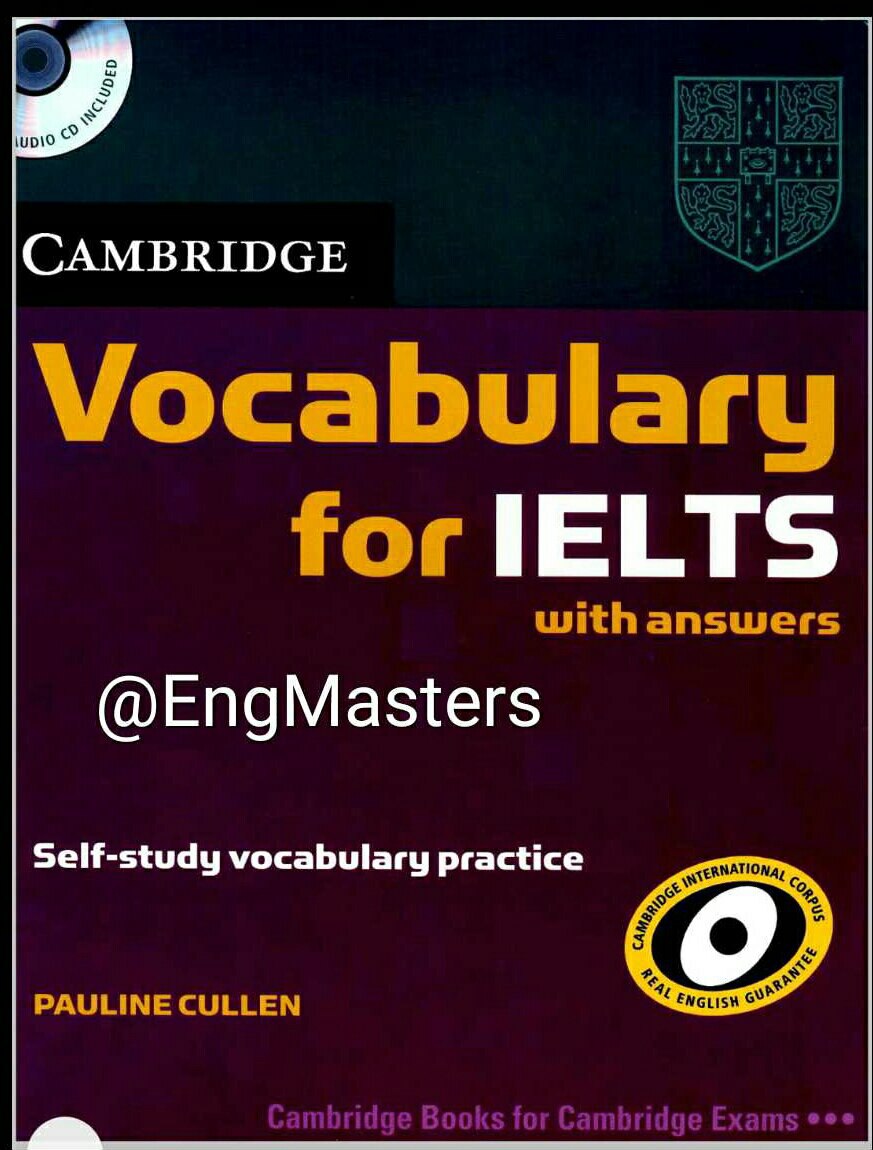 AUDIO CD INCLUDED
CAMBRIDGE
Vocabulary
for IELTS
with answers
@EngMasters
Self-study vocabulary practice
CAMBRIDGE INTERNATIONAL CORPUS
REAL ENGLISH GUARANTEE
PAULINE CULLEN
Cambridge Books for Cambridge Exams •••